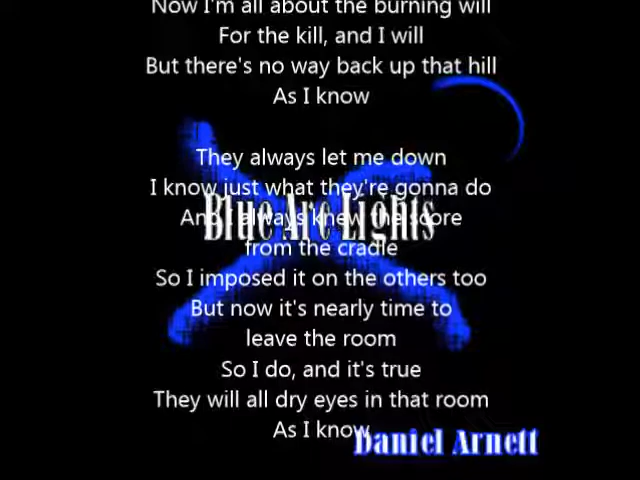 Now I'm all about the burning will
For the kill, and I will
But there's no way back up that hill
As I know
They always let me down
I know just what they're gonna do
And I always knew the score
from the cradle
So I imposed it on the others too
But now it's nearly time to
leave the room
So I do, and it's true
They will all dry eyes in that room
As I know
Blue Arc Lights
Daniel Arnett